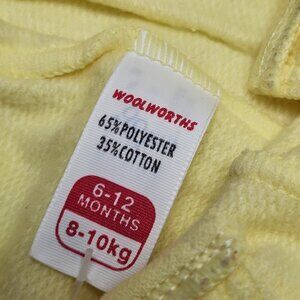 WOOLWORTHS
65%POLYESTER
35%COTTON
6-12
MONTHS
8-10kg